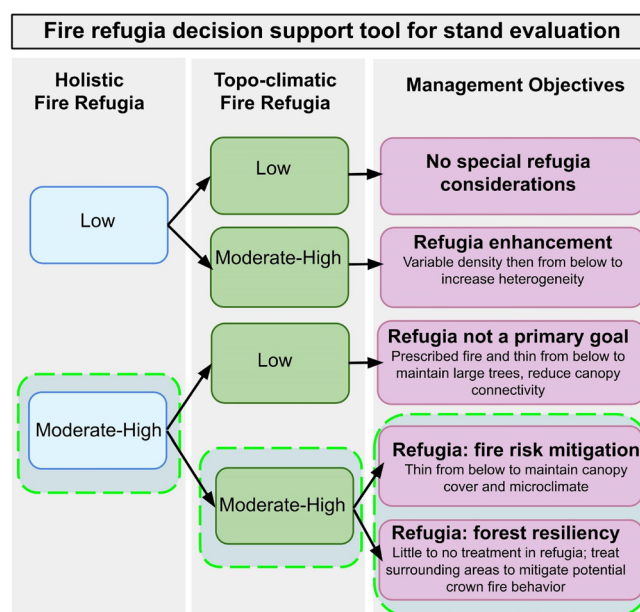 Fire refugia decision support tool for stand evaluation
Holistic
Fire Refugia
Topo-climatic
Fire Refugia
Management Objectives
Low
Low
No special refugia
considerations
Moderate-High
Refugia enhancement
Variable density then from below to
increase heterogeneity
Moderate-High
Low
Refugia not a primary goal
Prescribed fire and thin from below to
maintain large trees, reduce canopy
connectivity
Moderate-High
Refugia: fire risk mitigation
Thin from below to maintain canopy
cover and microclimate
Refugia: forest resiliency
Little to no treatment in refugia; treat
surrounding areas to mitigate potential
crown fire behavior